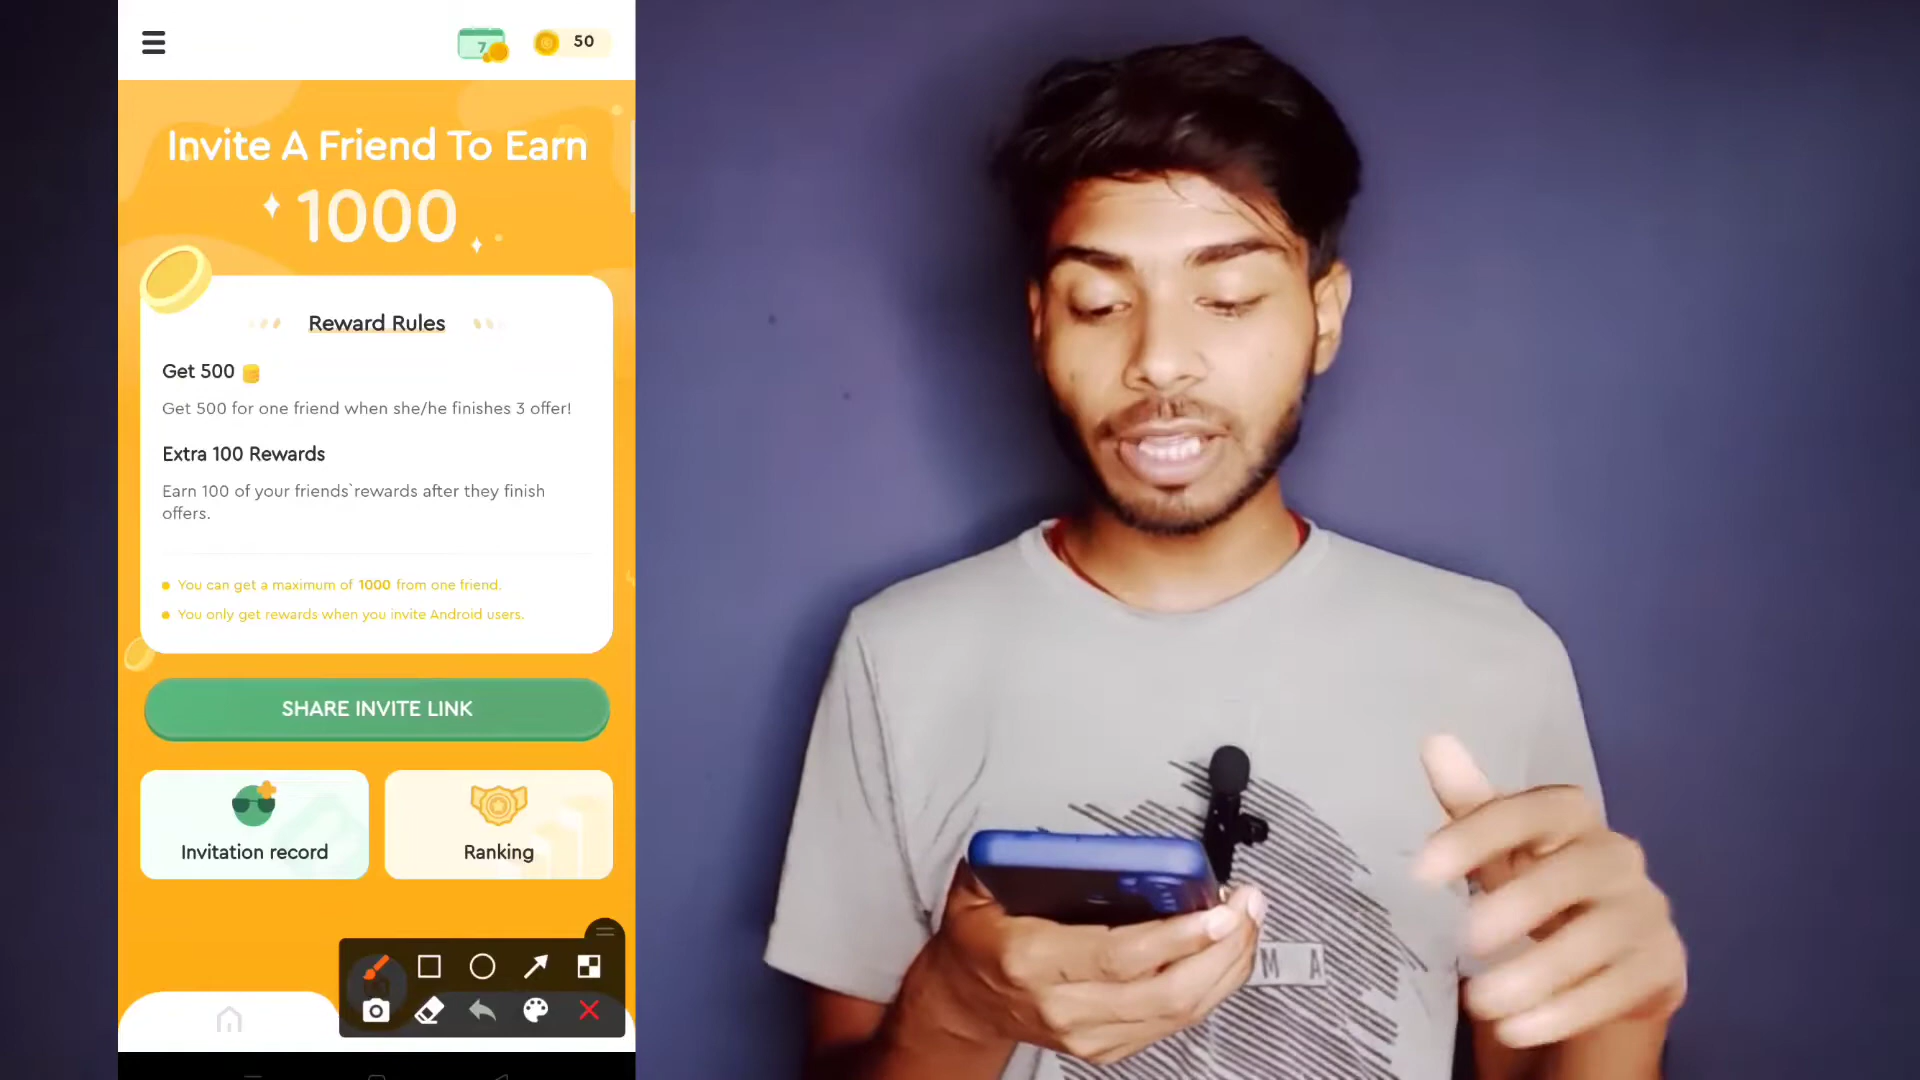 7
50
Invite A Friend To Earn
1000
Reward Rules
Get 500
Get 500 for one friend when she/he finishes 3 offer!
Extra 100 Rewards
Earn 100 of your friends`rewards after they finish
offers.
You can get a maximum of 1000 from one friend.
You only get rewards when you invite Android users.
SHARE INVITE LINK
Invitation record
Ranking
M A